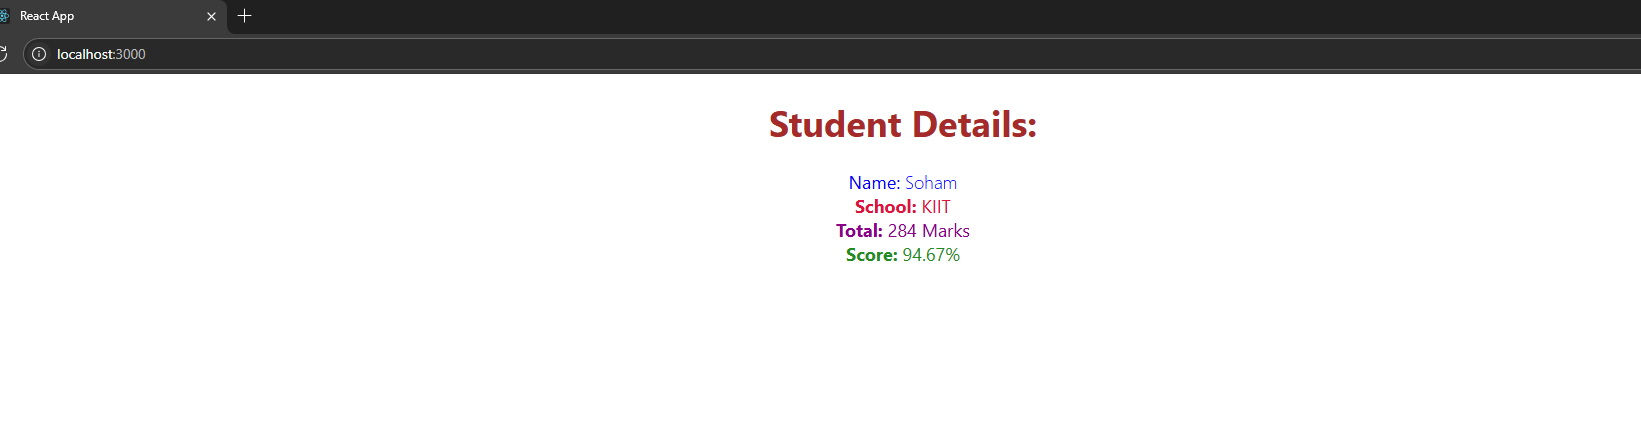 React App
localhost:3000
Student Details:
Name: Soham
School: KIIT
Total: 284 Marks
Score: 94.67%